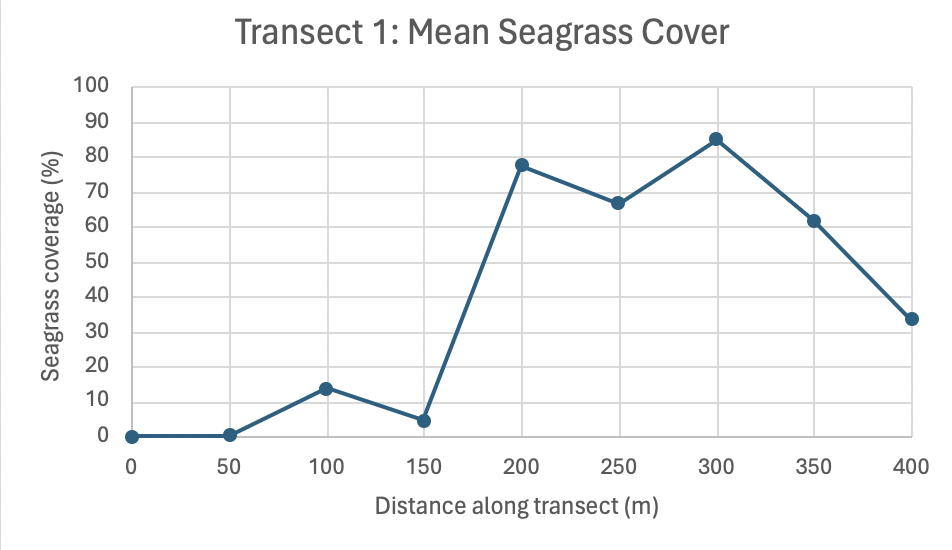 Transect 1: Mean Seagrass Cover
100
90
80
70
60
50
40
30
20
10
0
Seagrass coverage (%)
0 50 100 150 200 250 300 350 400
Distance along transect (m)